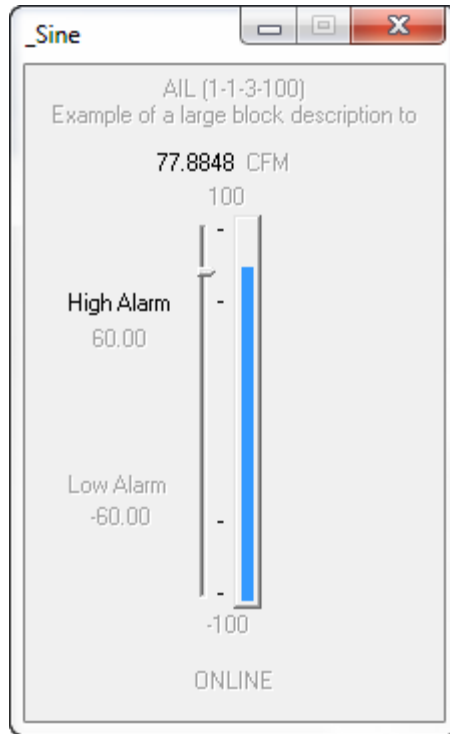 _Sine
AIL (1-1-3-100)
Example of a large block description to
77.8848 CFM
100
High Alarm
60.00
Low Alarm
-60.00
-100
ONLINE